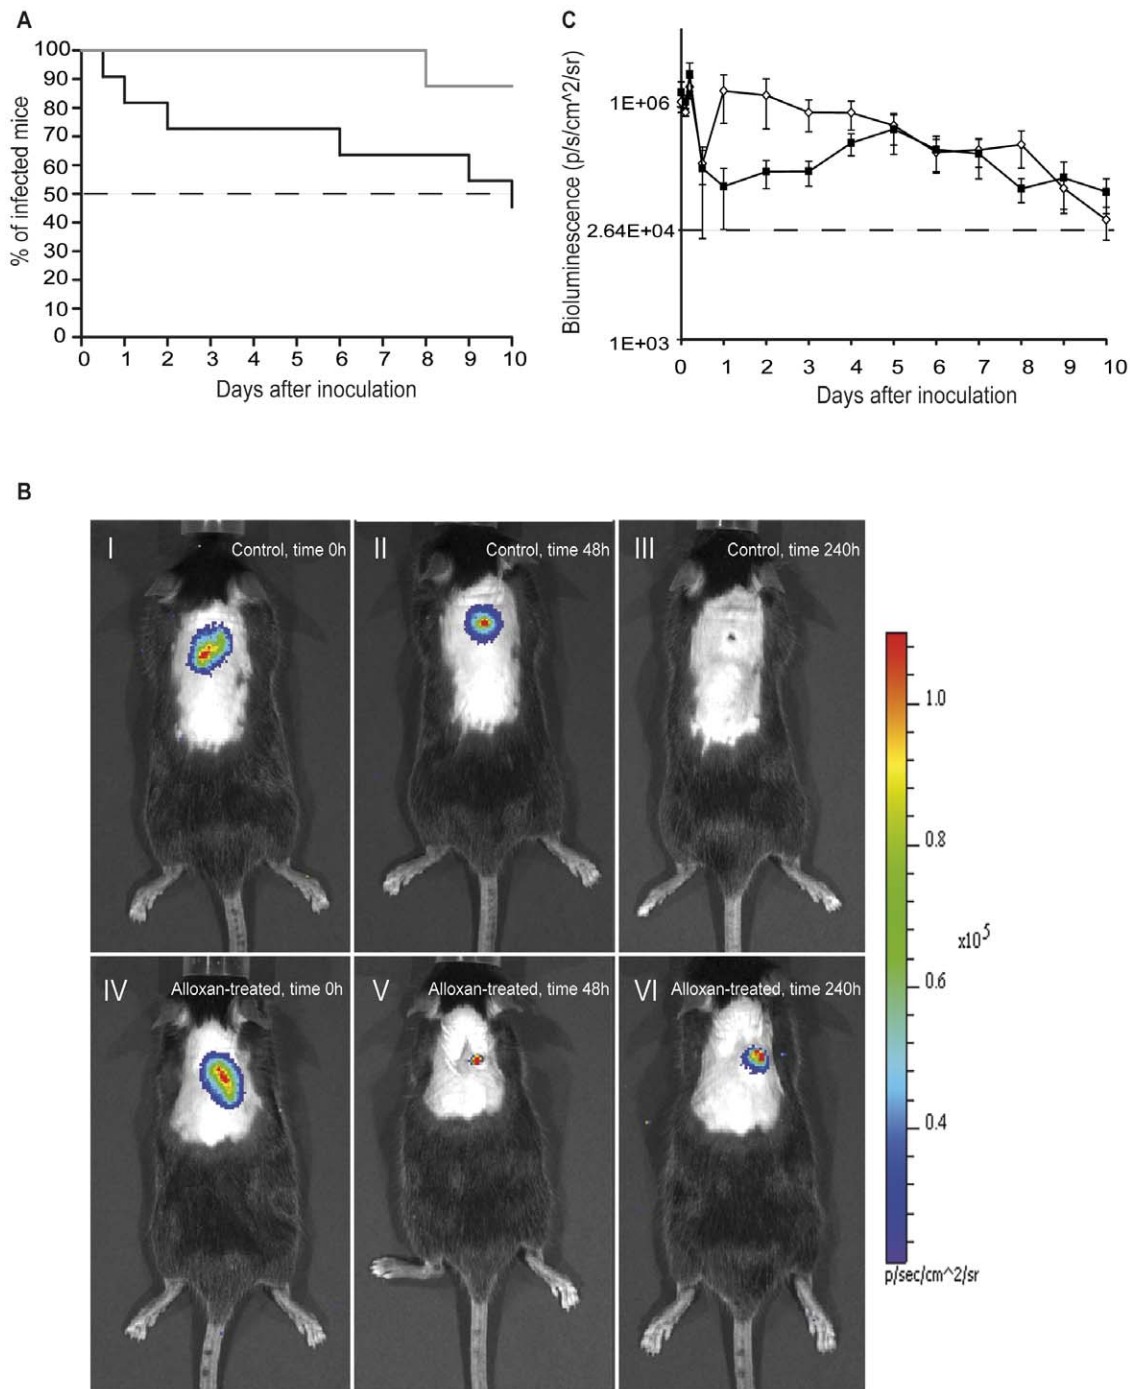 A
% of infected mice
100
90
80
70
60
50
40
30
20
10
0
0 1 2 3 4 5 6 7 8 9 10
Days after inoculation
C
Bioluminescence (p/s/cm^2/sr)
1E+06
2.64E+04
1E+03
0 1 2 3 4 5 6 7 8 9 10
Days after inoculation
B
I Control, time 0h
II Control, time 48h
III Control, time 240h
IV Alloxan-treated, time 0h
V Alloxan-treated, time 48h
VI Alloxan-treated, time 240h
1.0
0.8
x10^5
0.6
0.4
p/sec/cm^2/sr